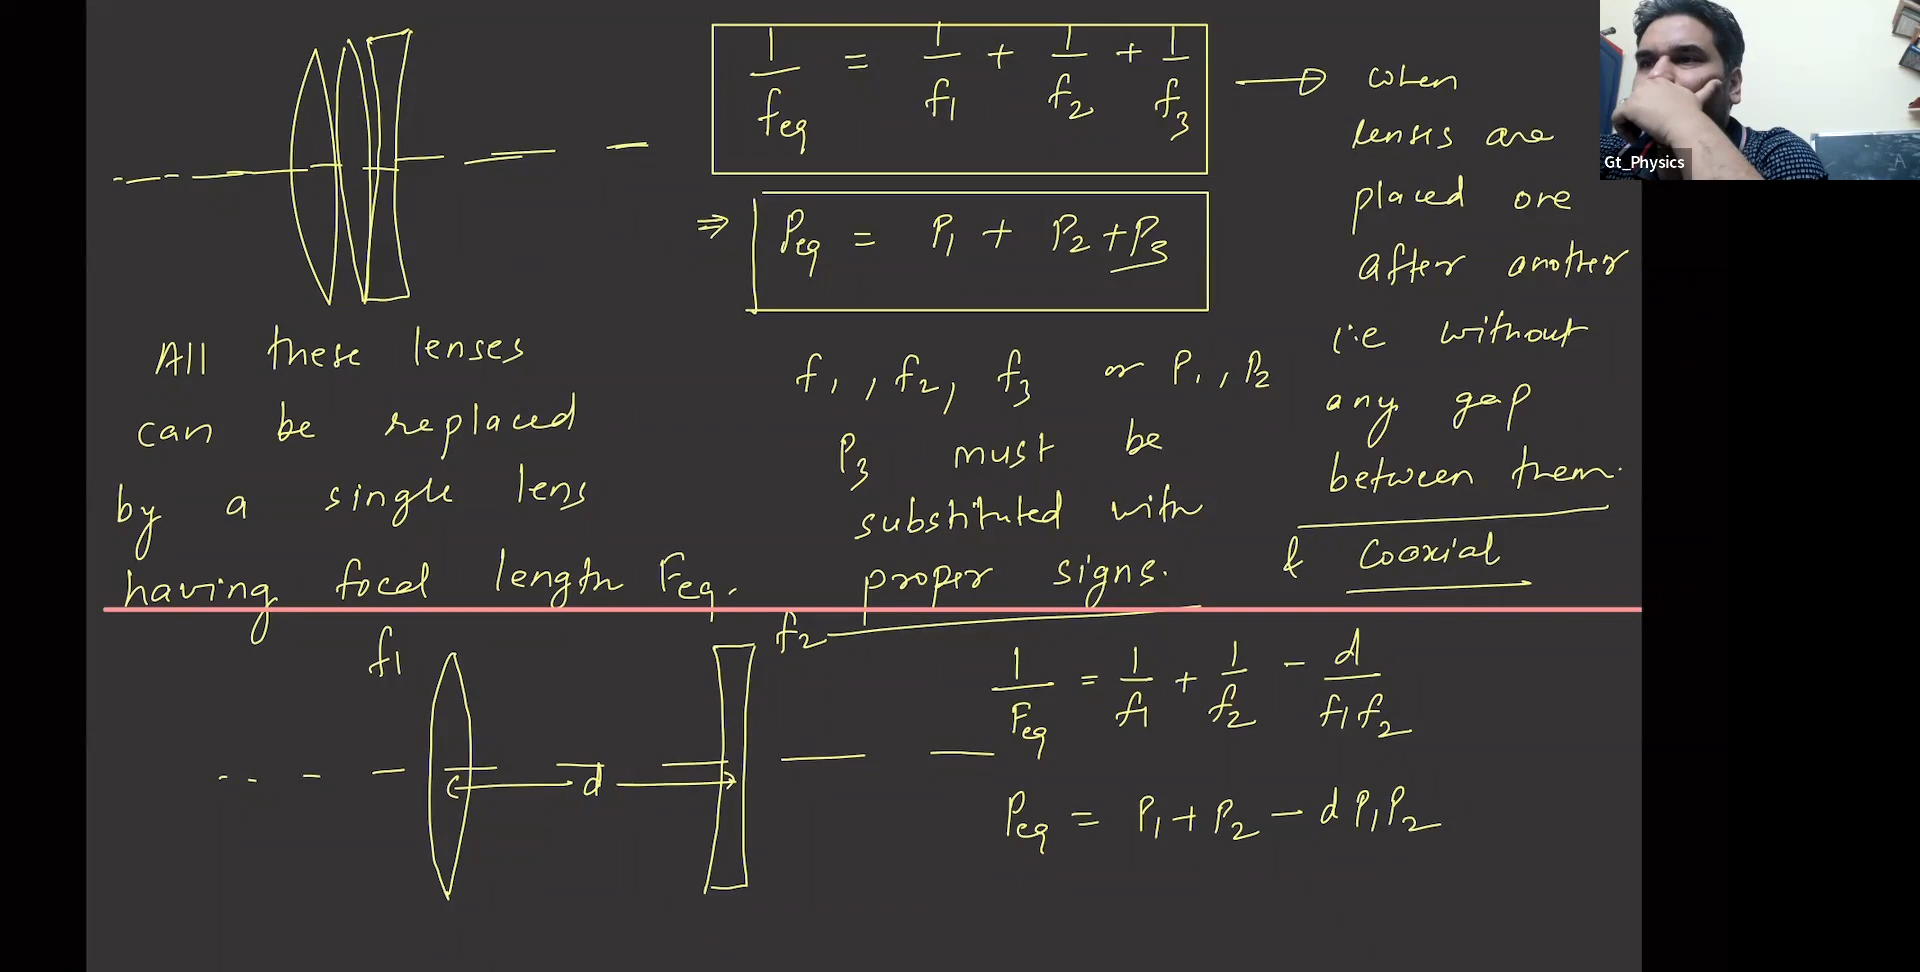 1/feq = 1/f1 + 1/f2 + 1/f3
⇒ Peq = P1 + P2 + P3
when
lenses are
placed one
after another
i.e without
any gap
between them.
& Coaxial
Gt_Physics
All these lenses
can be replaced
by a single lens
having focal length Feq.
f1, f2, f3 or P1, P2
P3 must be
substituted with
proper signs.
f1
f2
d
1/Feq = 1/f1 + 1/f2 - d/f1f2
Peq = P1 + P2 - d P1P2